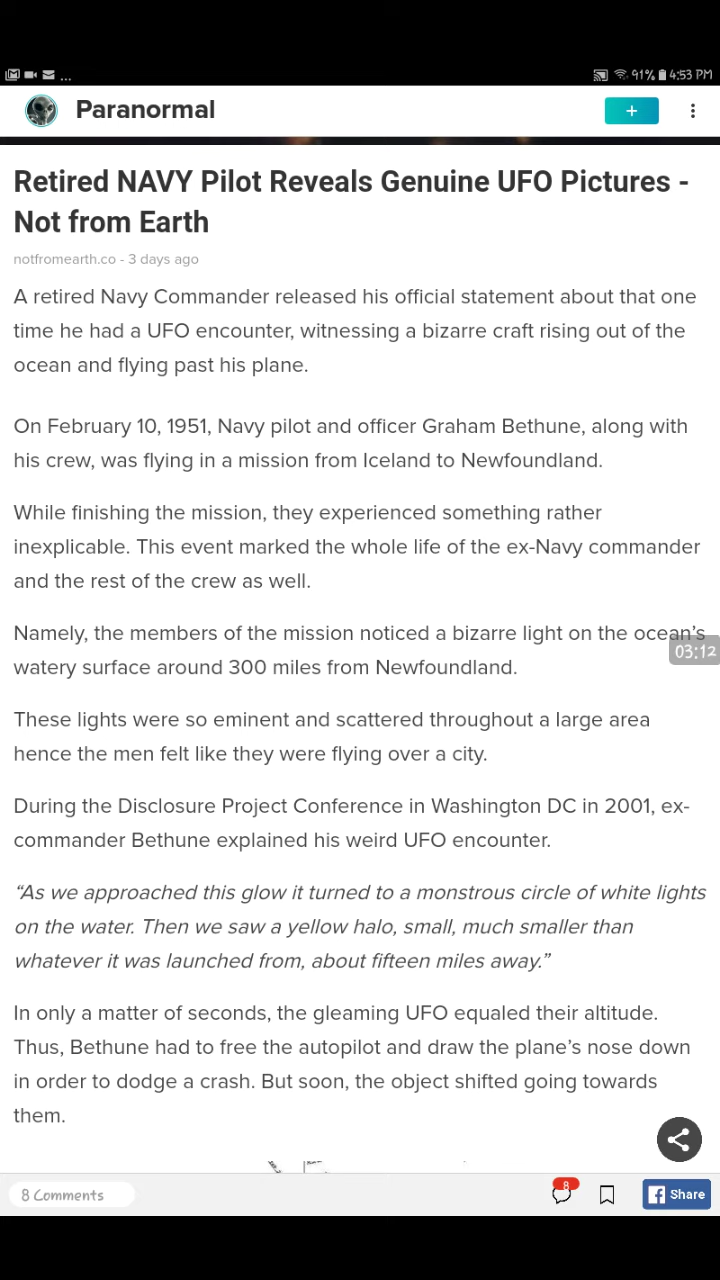 ... 91% 4:53 PM
Paranormal
+
Retired NAVY Pilot Reveals Genuine UFO Pictures -
Not from Earth
notfromearth.co - 3 days ago
A retired Navy Commander released his official statement about that one
time he had a UFO encounter, witnessing a bizarre craft rising out of the
ocean and flying past his plane.
On February 10, 1951, Navy pilot and officer Graham Bethune, along with
his crew, was flying in a mission from Iceland to Newfoundland.
While finishing the mission, they experienced something rather
inexplicable. This event marked the whole life of the ex-Navy commander
and the rest of the crew as well.
Namely, the members of the mission noticed a bizarre light on the ocean's
watery surface around 300 miles from Newfoundland.
03:12
These lights were so eminent and scattered throughout a large area
hence the men felt like they were flying over a city.
During the Disclosure Project Conference in Washington DC in 2001, ex-
commander Bethune explained his weird UFO encounter.
“As we approached this glow it turned to a monstrous circle of white lights
on the water. Then we saw a yellow halo, small, much smaller than
whatever it was launched from, about fifteen miles away.”
In only a matter of seconds, the gleaming UFO equaled their altitude.
Thus, Bethune had to free the autopilot and draw the plane’s nose down
in order to dodge a crash. But soon, the object shifted going towards
them.
8 Comments 8 f Share